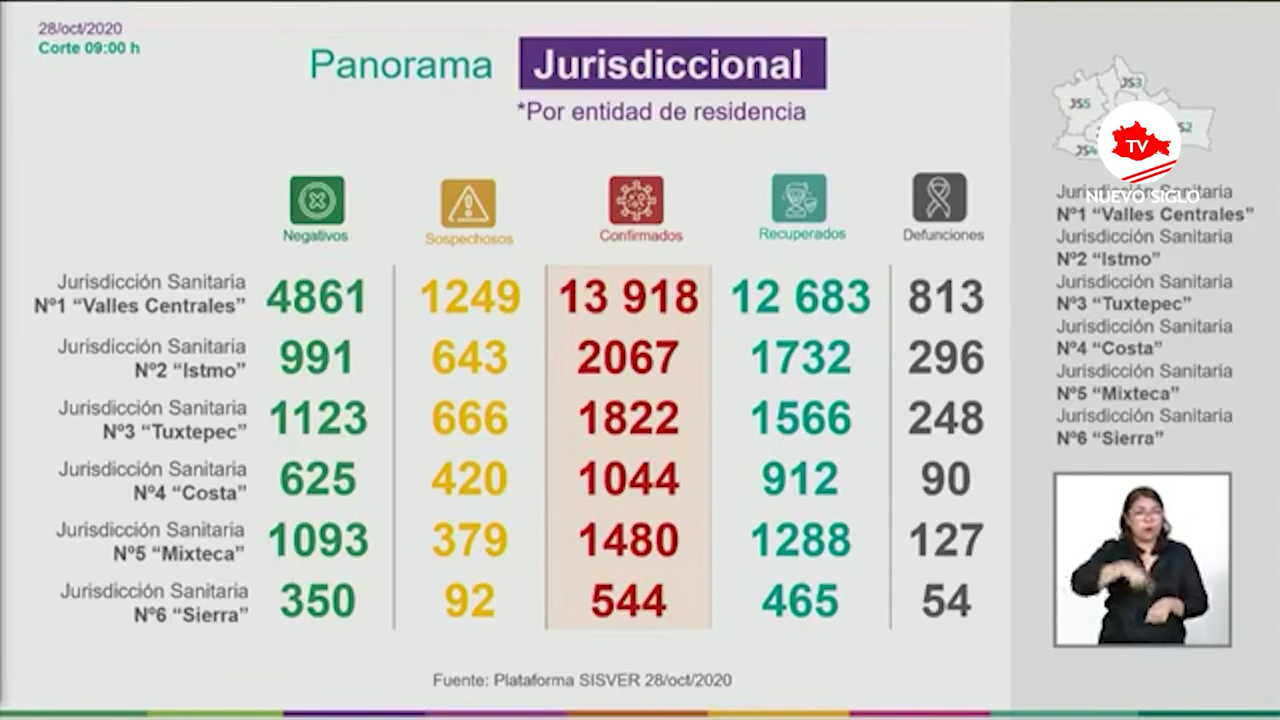 28/oct/2020
Corte 09:00 h
Panorama Jurisdiccional
*Por entidad de residencia
Negativos Sospechosos Confirmados Recuperados Defunciones
Jurisdicción Sanitaria
Nº1 “Valles Centrales” 4861 1249 13 918 12 683 813
Jurisdicción Sanitaria
Nº2 “Istmo” 991 643 2067 1732 296
Jurisdicción Sanitaria
Nº3 “Tuxtepec” 1123 666 1822 1566 248
Jurisdicción Sanitaria
Nº4 “Costa” 625 420 1044 912 90
Jurisdicción Sanitaria
Nº5 “Mixteca” 1093 379 1480 1288 127
Jurisdicción Sanitaria
Nº6 “Sierra” 350 92 544 465 54
Fuente: Plataforma SISVER 28/oct/2020
JS3
JS5
TV
NUEVO SIGLO
Jurisdicción Sanitaria
Nº1 “Valles Centrales”
Jurisdicción Sanitaria
Nº2 “Istmo”
Jurisdicción Sanitaria
Nº3 “Tuxtepec”
Jurisdicción Sanitaria
Nº4 “Costa”
Jurisdicción Sanitaria
Nº5 “Mixteca”
Jurisdicción Sanitaria
Nº6 “Sierra”